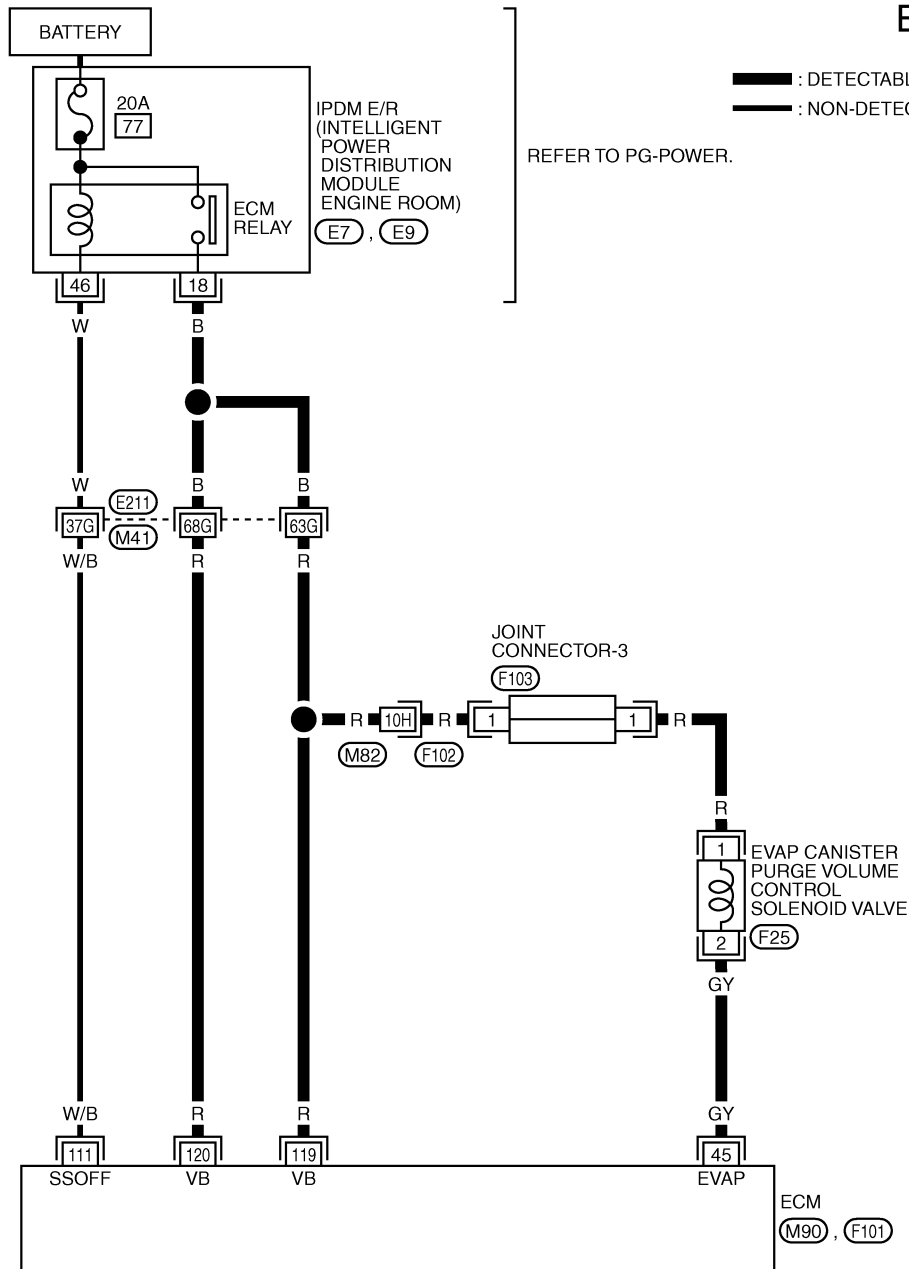 BATTERY
20A
77
IPDM E/R
(INTELLIGENT
POWER
DISTRIBUTION
MODULE
ENGINE ROOM)
E7 , E9
ECM
RELAY
REFER TO PG-POWER.
: DETECTABL
: NON-DETEC
46 18
W B
W B B
E211
37G 68G 63G
M41
W/B R R
JOINT
CONNECTOR-3
F103
R 10H R 1 1 R
M82 F102
R
1
EVAP CANISTER
PURGE VOLUME
CONTROL
SOLENOID VALVE
2
F25
GY
W/B R R GY
111 120 119 45
SSOFF VB VB EVAP
ECM
M90 , F101